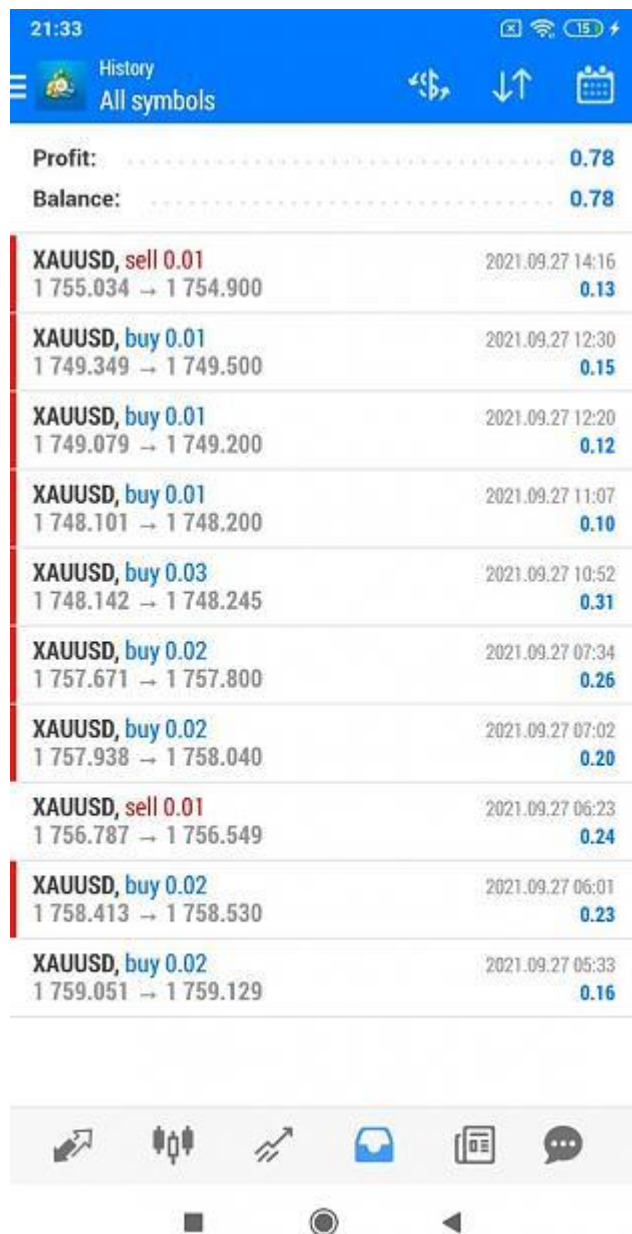 21:33
15
History
All symbols
Profit: 0.78
Balance: 0.78
XAUUSD, sell 0.01 2021.09.27 14:16
1 755.034 → 1 754.900 0.13
XAUUSD, buy 0.01 2021.09.27 12:30
1 749.349 → 1 749.500 0.15
XAUUSD, buy 0.01 2021.09.27 12:20
1 749.079 → 1 749.200 0.12
XAUUSD, buy 0.01 2021.09.27 11:07
1 748.101 → 1 748.200 0.10
XAUUSD, buy 0.03 2021.09.27 10:52
1 748.142 → 1 748.245 0.31
XAUUSD, buy 0.02 2021.09.27 07:34
1 757.671 → 1 757.800 0.26
XAUUSD, buy 0.02 2021.09.27 07:02
1 757.938 → 1 758.040 0.20
XAUUSD, sell 0.01 2021.09.27 06:23
1 756.787 → 1 756.549 0.24
XAUUSD, buy 0.02 2021.09.27 06:01
1 758.413 → 1 758.530 0.23
XAUUSD, buy 0.02 2021.09.27 05:33
1 759.051 → 1 759.129 0.16